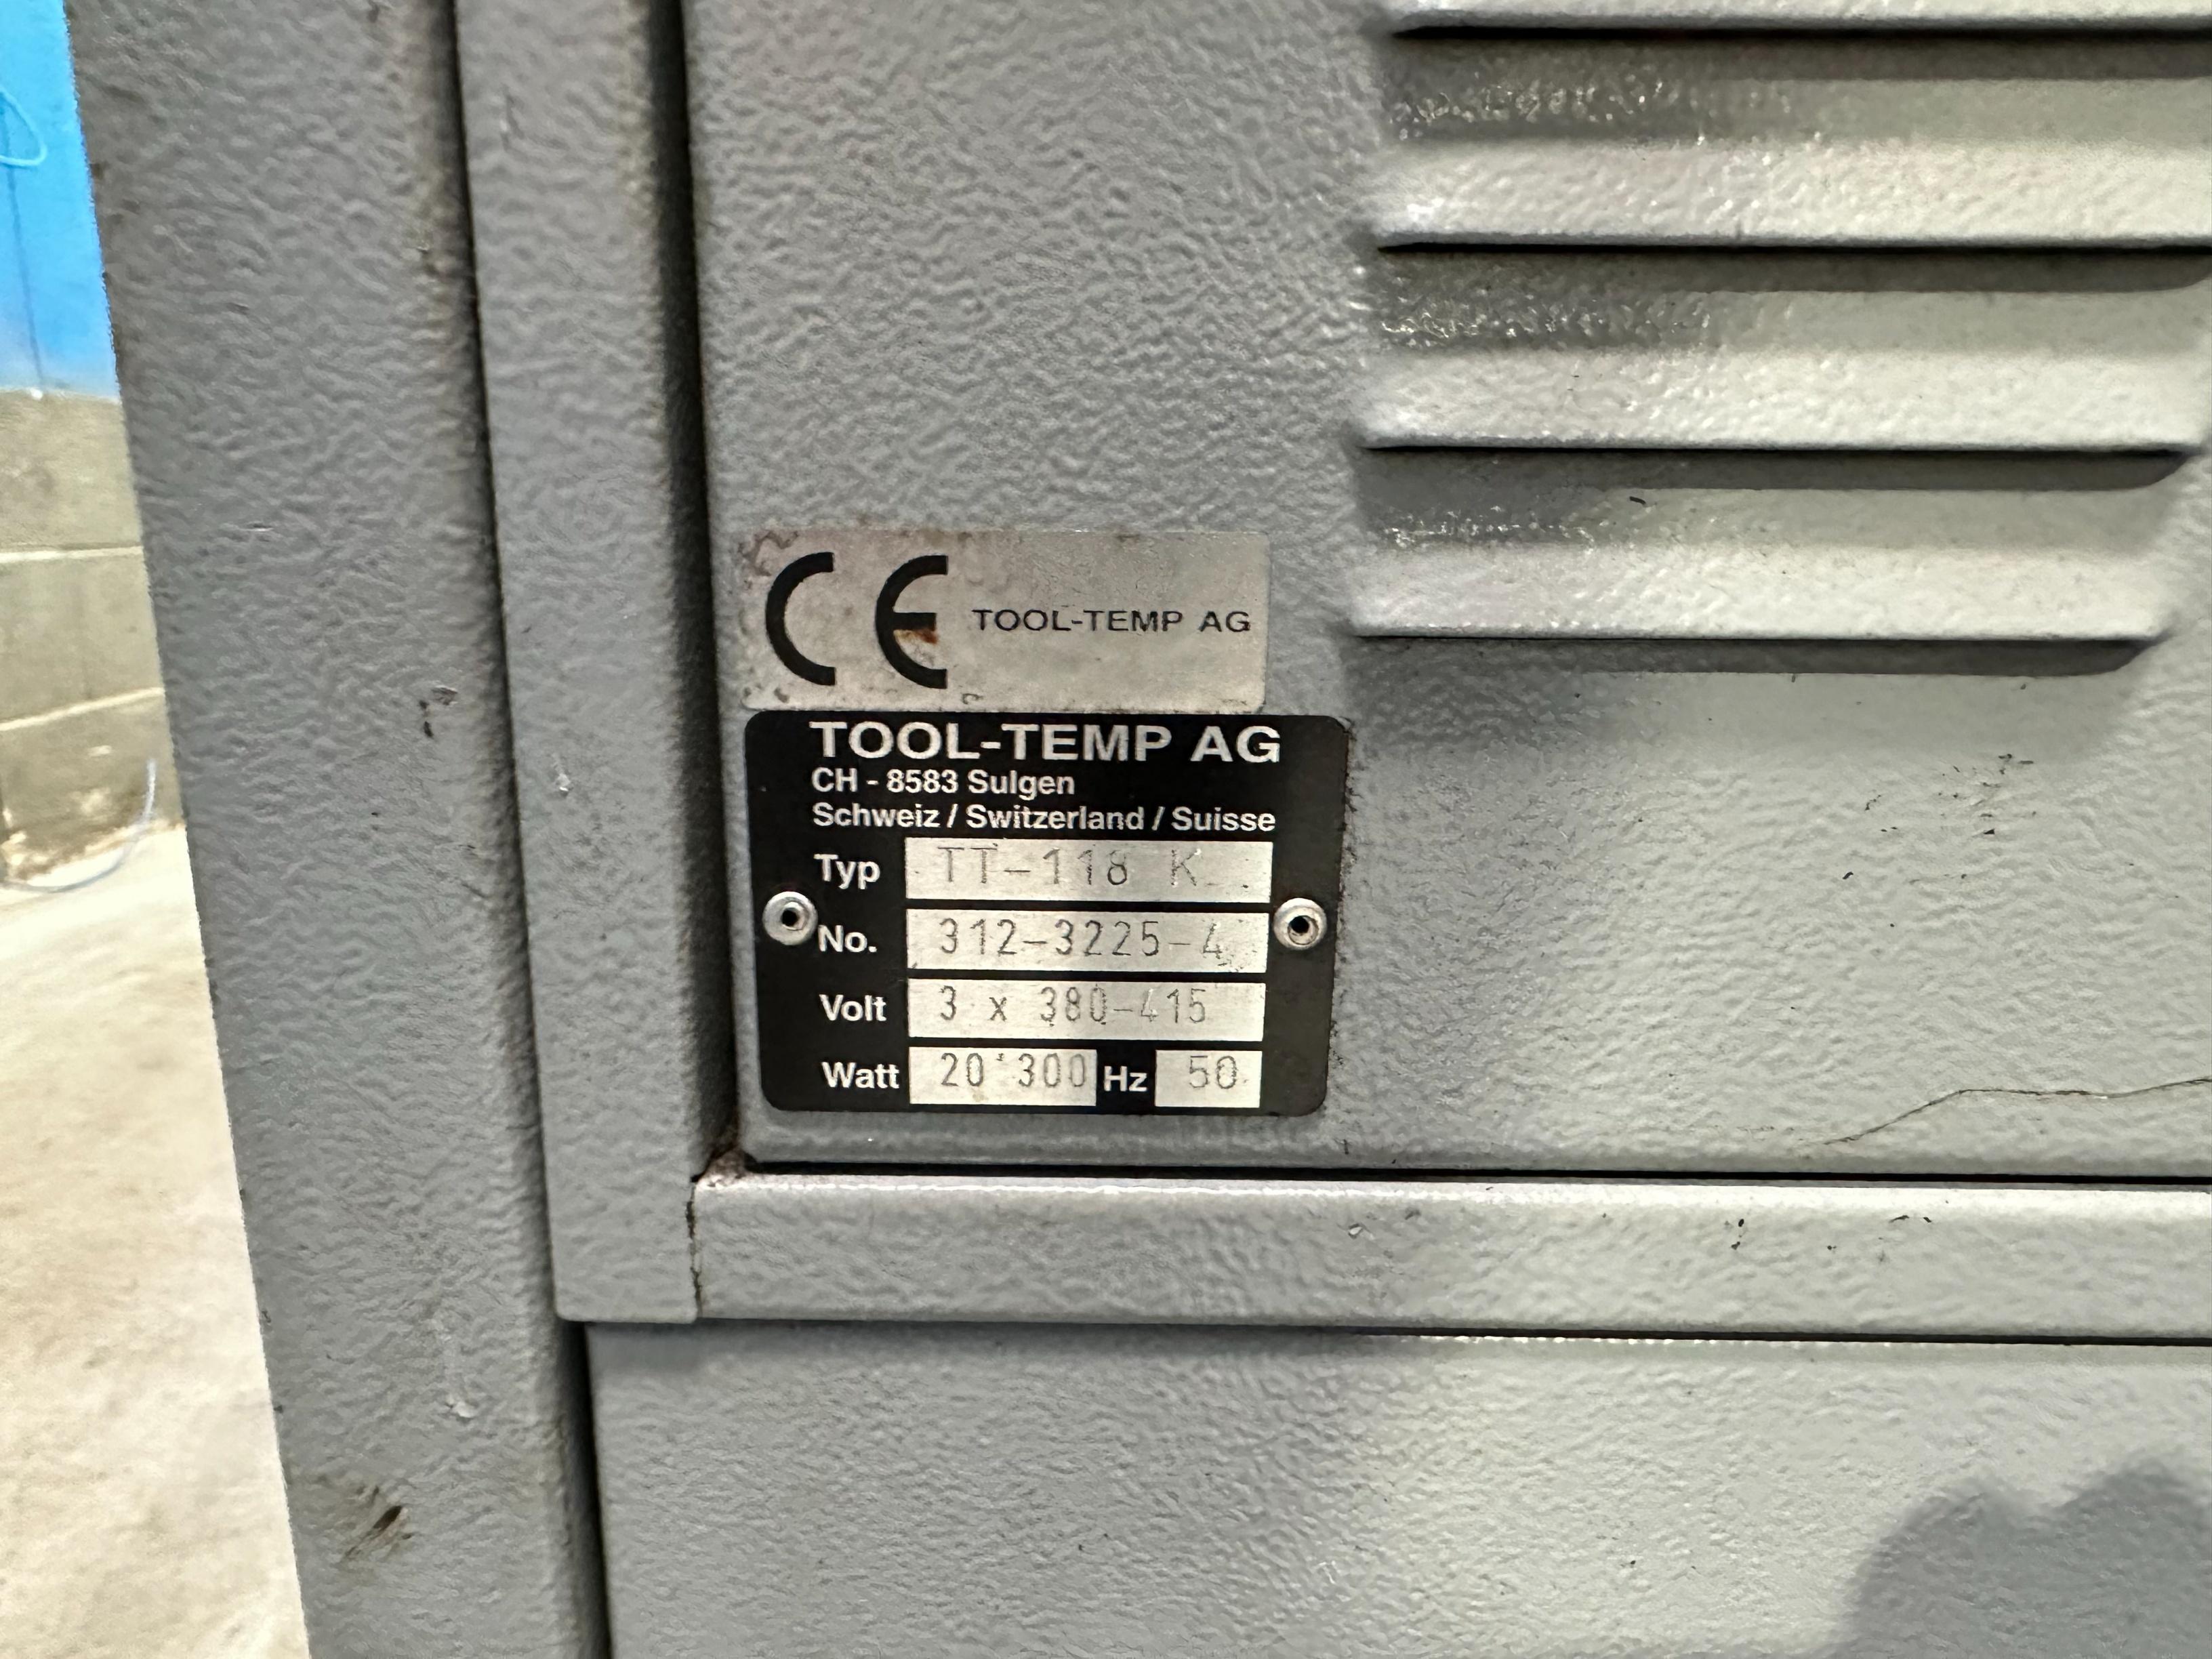 CE TOOL-TEMP AG
TOOL-TEMP AG
CH - 8583 Sulgen
Schweiz / Switzerland / Suisse
Typ TT-118 K
No. 312-3225-4
Volt 3 x 380-415
Watt 20'300 Hz 50